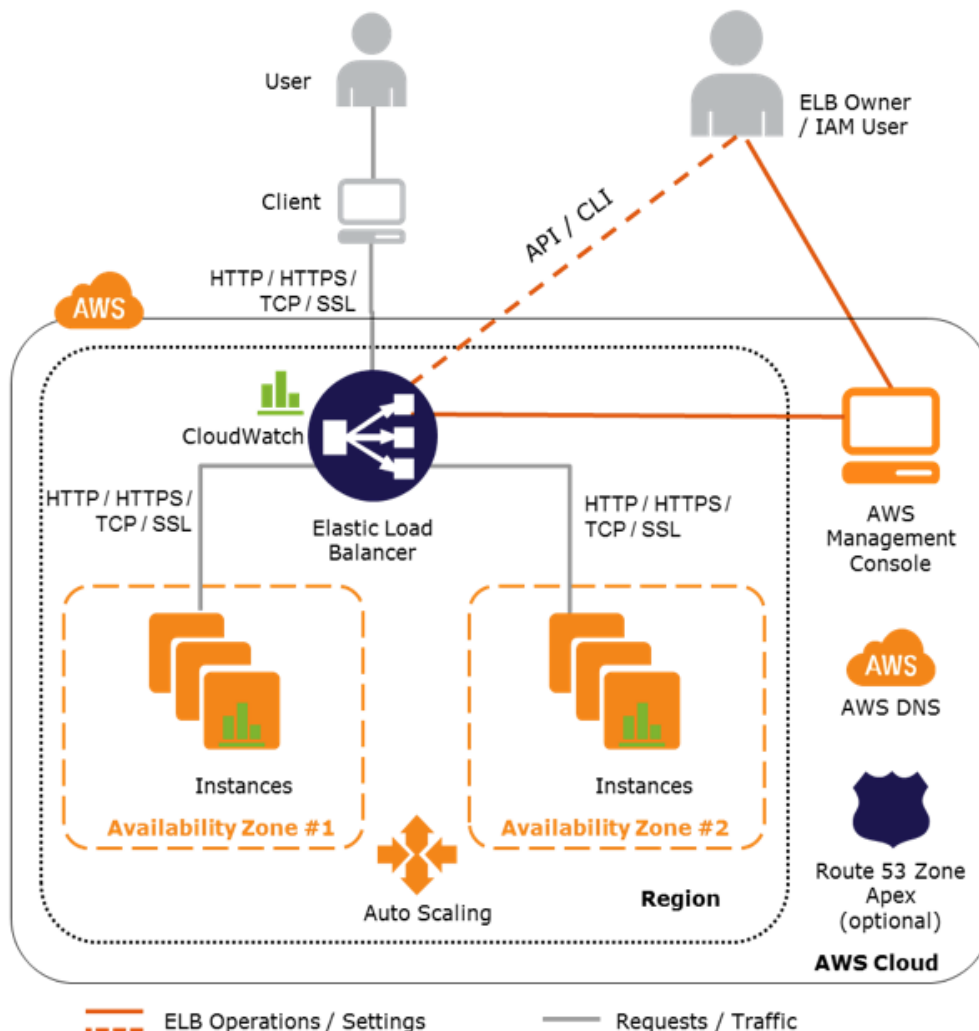 User
ELB Owner
/ IAM User
Client
API / CLI
HTTP / HTTPS /
TCP / SSL
AWS
CloudWatch
HTTP / HTTPS /
TCP / SSL
Elastic Load
Balancer
HTTP / HTTPS /
TCP / SSL
AWS
Management
Console
AWS
AWS DNS
Instances
Availability Zone #1
Instances
Availability Zone #2
Auto Scaling
Region
Route 53 Zone
Apex
(optional)
AWS Cloud
ELB Operations / Settings
Requests / Traffic